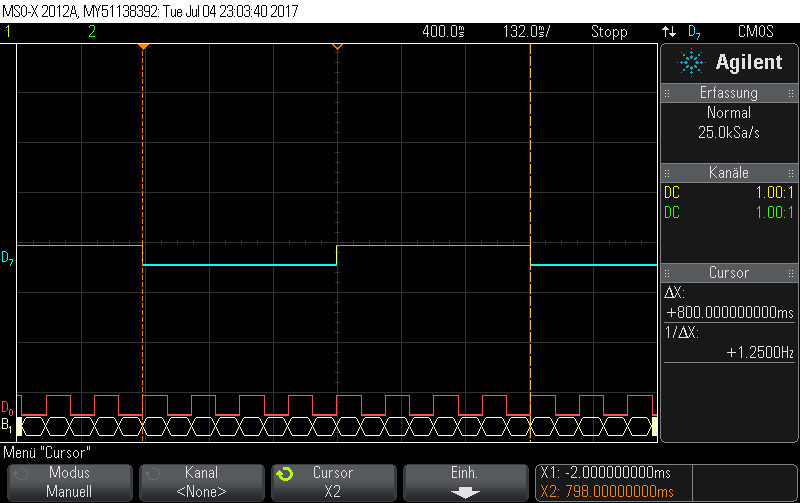 MSO-X 2012A, MY51138392: Tue Jul 04 23:03:40 2017
1 2 400.0ms 132.0ms/ Stopp D7 CMOS
Agilent
Erfassung
Normal
25.0kSa/s
Kanäle
DC 1.00:1
DC 1.00:1
Cursor
ΔX:
+800.000000000ms
1/ΔX:
+1.2500Hz
D7
D0
B1
Menü "Cursor"
Modus
Manuell
Kanal
<None>
Cursor
X2
Einh.
X1: -2.000000000ms
X2: 798.00000000ms